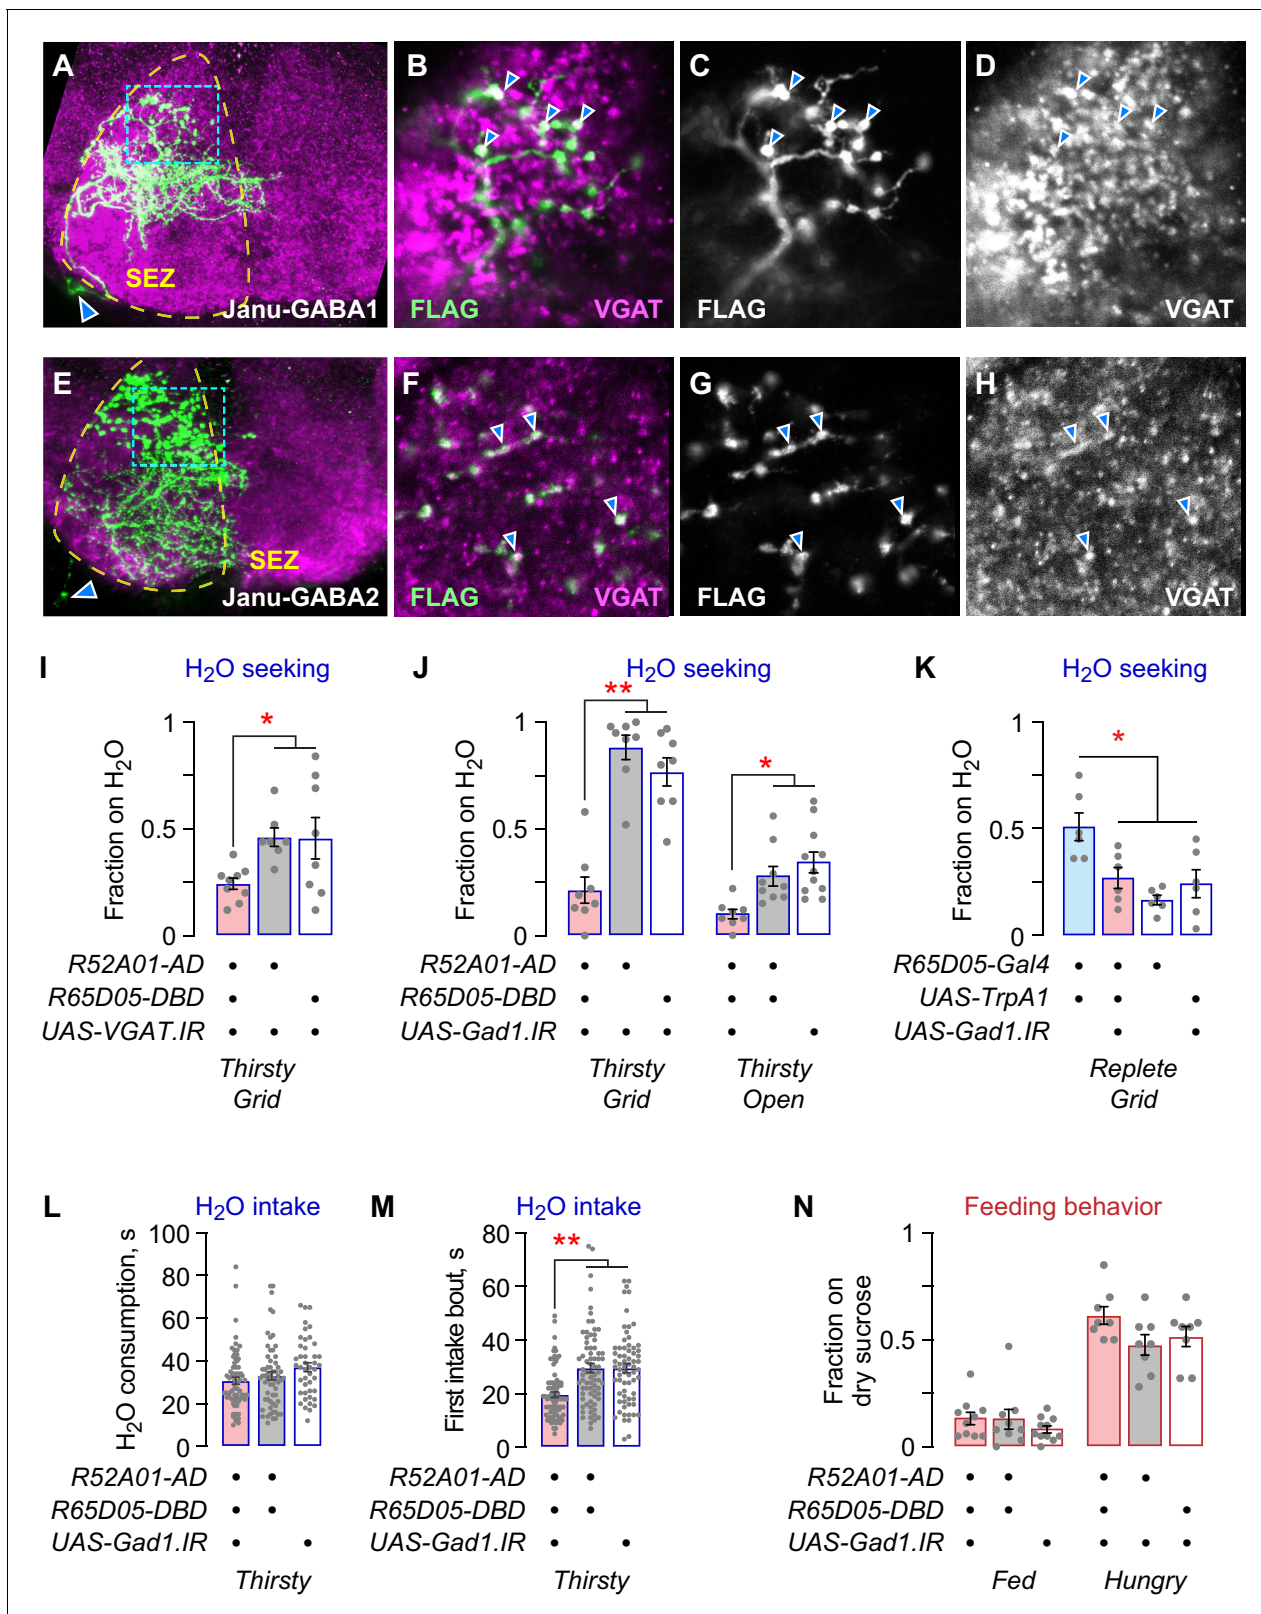 A
SEZ
Janu-GABA1
B
FLAG VGAT
C
FLAG
D
VGAT
E
SEZ
Janu-GABA2
F
FLAG VGAT
G
FLAG
H
VGAT
I
H₂O seeking
Fraction on H₂O
1
0.5
0
*
R52A01-AD
R65D05-DBD
UAS-VGAT.IR
Thirsty
Grid
J
H₂O seeking
Fraction on H₂O
1
0.5
0
**
*
R52A01-AD
R65D05-DBD
UAS-Gad1.IR
Thirsty
Grid
Thirsty
Open
K
H₂O seeking
Fraction on H₂O
1
0.5
0
*
R65D05-Gal4
UAS-TrpA1
UAS-Gad1.IR
Replete
Grid
L
H₂O intake
H₂O consumption, s
100
80
60
40
20
0
R52A01-AD
R65D05-DBD
UAS-Gad1.IR
Thirsty
M
H₂O intake
First intake bout, s
80
60
40
20
0
**
Thirsty
N
Feeding behavior
Fraction on
dry sucrose
1
0.5
0
R52A01-AD
R65D05-DBD
UAS-Gad1.IR
Fed
Hungry
R52A01-AD
R65D05-DBD
UAS-Gad1.IR